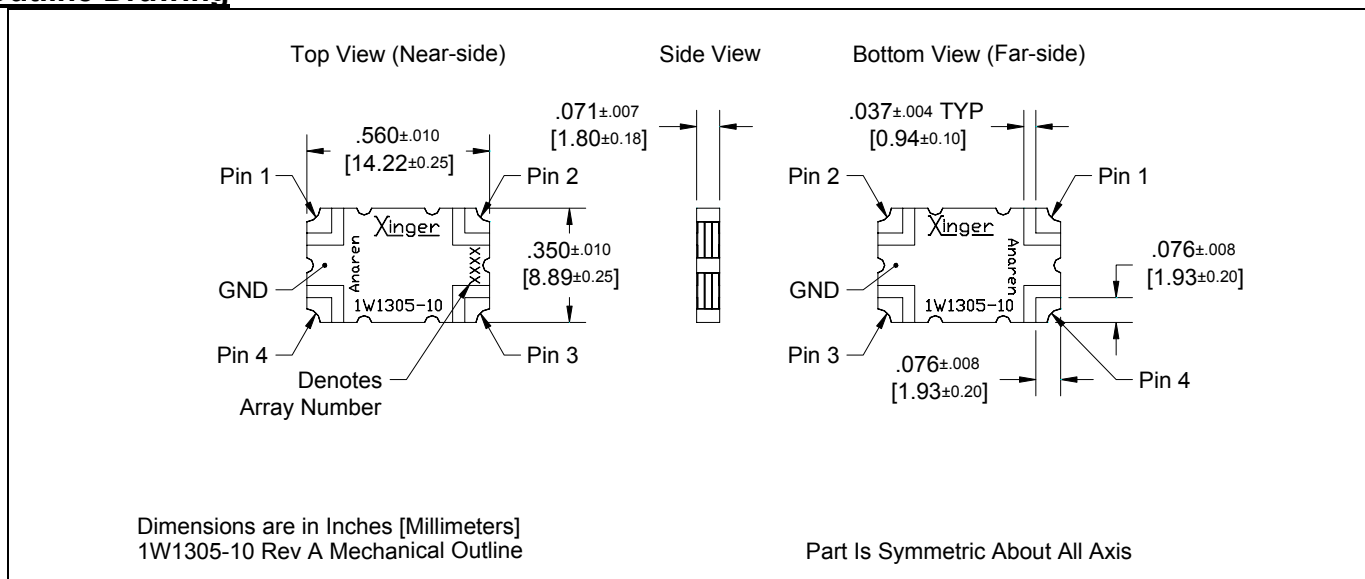 Outline Drawing
Top View (Near-side)
Side View
Bottom View (Far-side)
.560±.010
[14.22±0.25]
.071±.007
[1.80±0.18]
.037±.004 TYP
[0.94±0.10]
Pin 1
Pin 2
Pin 2
Pin 1
Xinger
Anaren
XXXX
1W1305-10
.350±.010
[8.89±0.25]
Xinger
Anaren
1W1305-10
.076±.008
[1.93±0.20]
GND
GND
Pin 4
Pin 3
Pin 3
Pin 4
Denotes
Array Number
.076±.008
[1.93±0.20]
Dimensions are in Inches [Millimeters]
1W1305-10 Rev A Mechanical Outline
Part Is Symmetric About All Axis